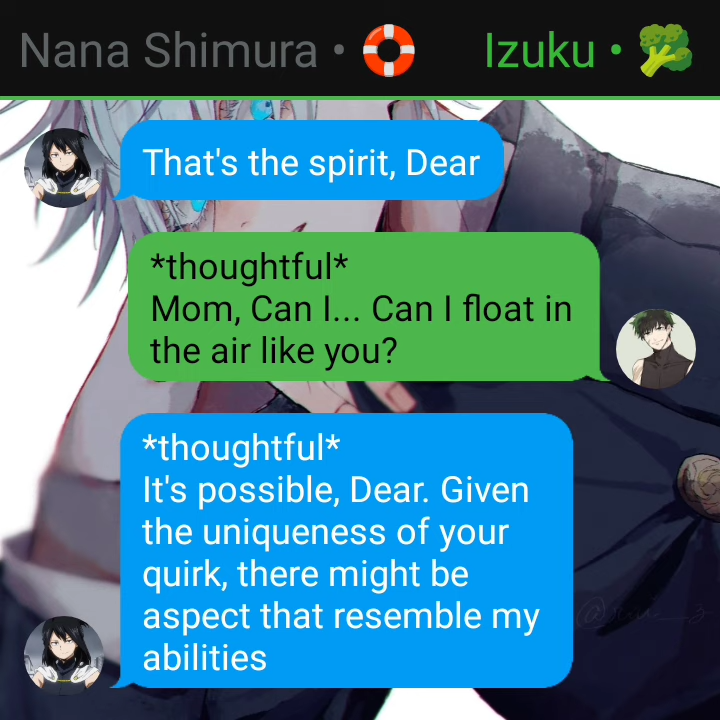 Nana Shimura • 🛟 Izuku • 🥦
That's the spirit, Dear
*thoughtful*
Mom, Can I... Can I float in
the air like you?
*thoughtful*
It's possible, Dear. Given
the uniqueness of your
quirk, there might be
aspect that resemble my
abilities